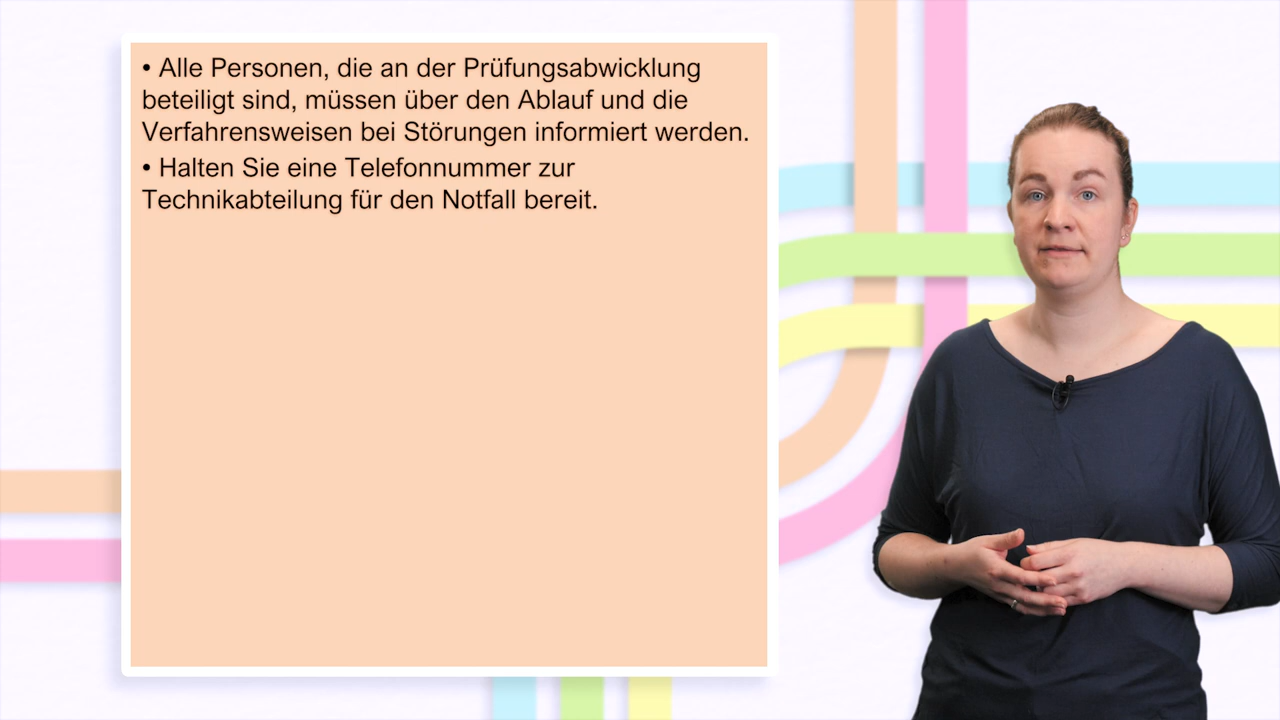 • Alle Personen, die an der Prüfungsabwicklung
beteiligt sind, müssen über den Ablauf und die
Verfahrensweisen bei Störungen informiert werden.
• Halten Sie eine Telefonnummer zur
Technikabteilung für den Notfall bereit.